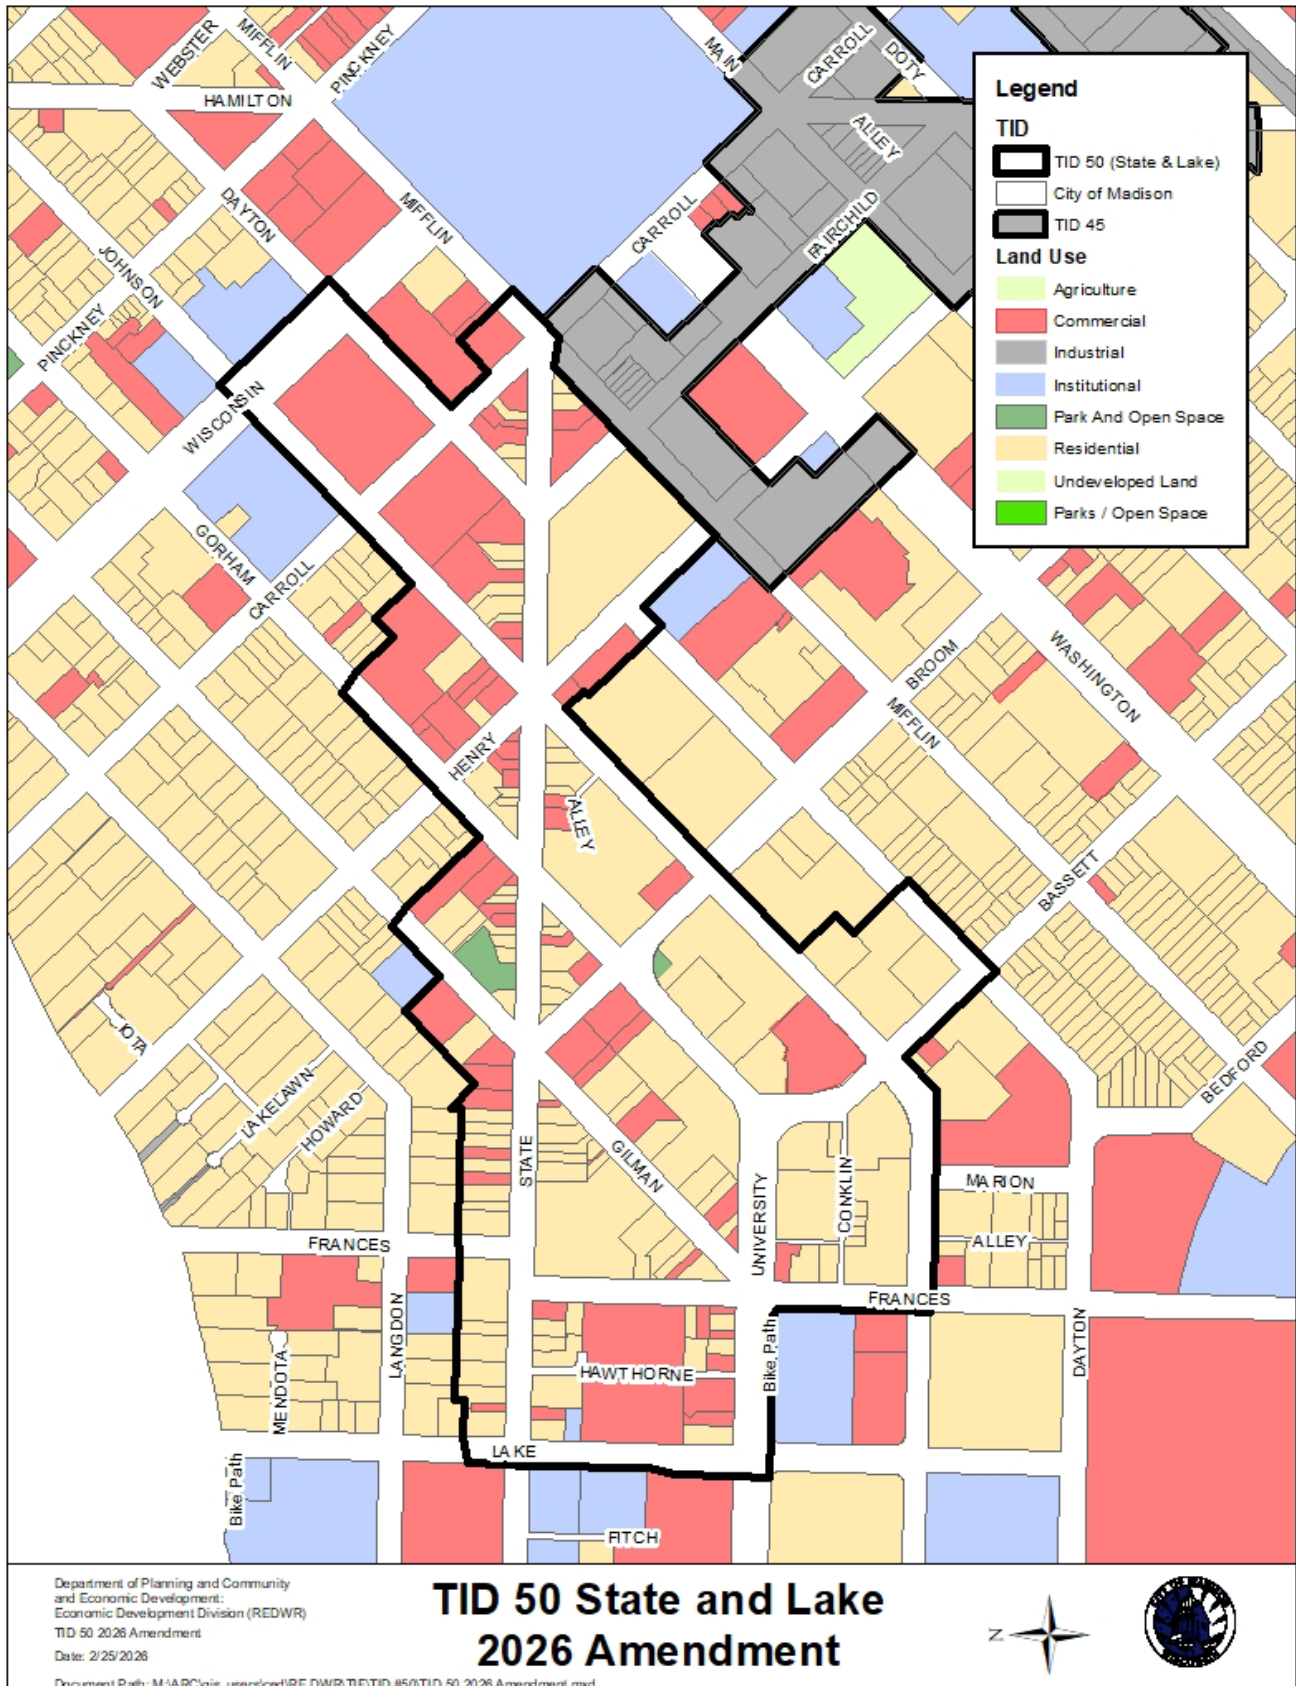 WEBSTER
MIFFLIN
PINCKNEY
MAIN
CARROLL
DOTY
HAMILTON
ALLEY
DAYTON
MIFFLIN
CARROLL
FAIRCHILD
JOHNSON
PINCKNEY
WISCONSIN
GORHAM
CARROLL
BROOM
WASHINGTON
MIFFLIN
HENRY
ALLEY
BASSETT
IOTA
LAKELAWN
HOWARD
BEDFORD
STATE
GILMAN
UNIVERSITY
CONKLIN
MARION
ALLEY
FRANCES
FRANCES
LANGDON
MENDOTA
HAWTHORNE
Bike Path
DAYTON
LAKE
Bike Path
FITCH
Legend
TID
TID 50 (State & Lake)
City of Madison
TID 45
Land Use
Agriculture
Commercial
Industrial
Institutional
Park And Open Space
Residential
Undeveloped Land
Parks / Open Space
Department of Planning and Community
and Economic Development:
Economic Development Division (REDWR)
TID 50 2026 Amendment
Date: 2/25/2026
TID 50 State and Lake
2026 Amendment
N